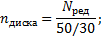 n_диска = N_ред / (50/30);